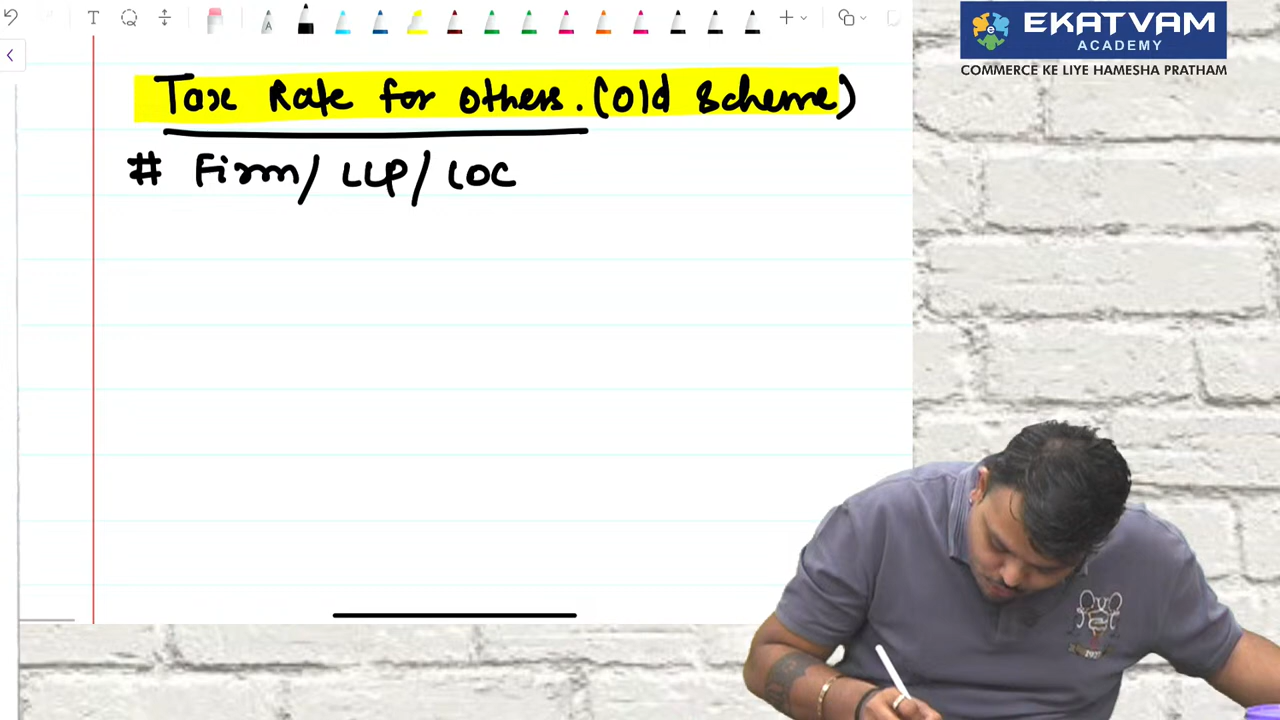 EKATVAM
ACADEMY
COMMERCE KE LIYE HAMESHA PRATHAM
Tax Rate for others. (Old Scheme)
# Firm/ LLP/ LOC